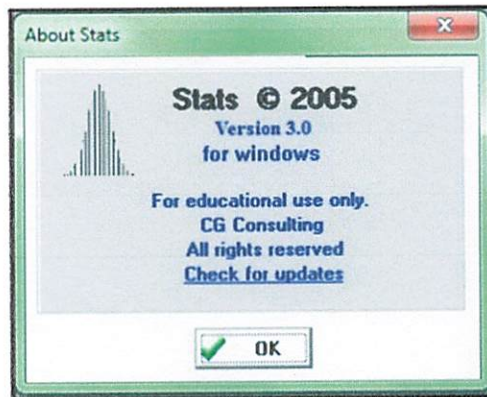 About Stats
Stats © 2005
Version 3.0
for windows
For educational use only.
CG Consulting
All rights reserved
Check for updates
OK